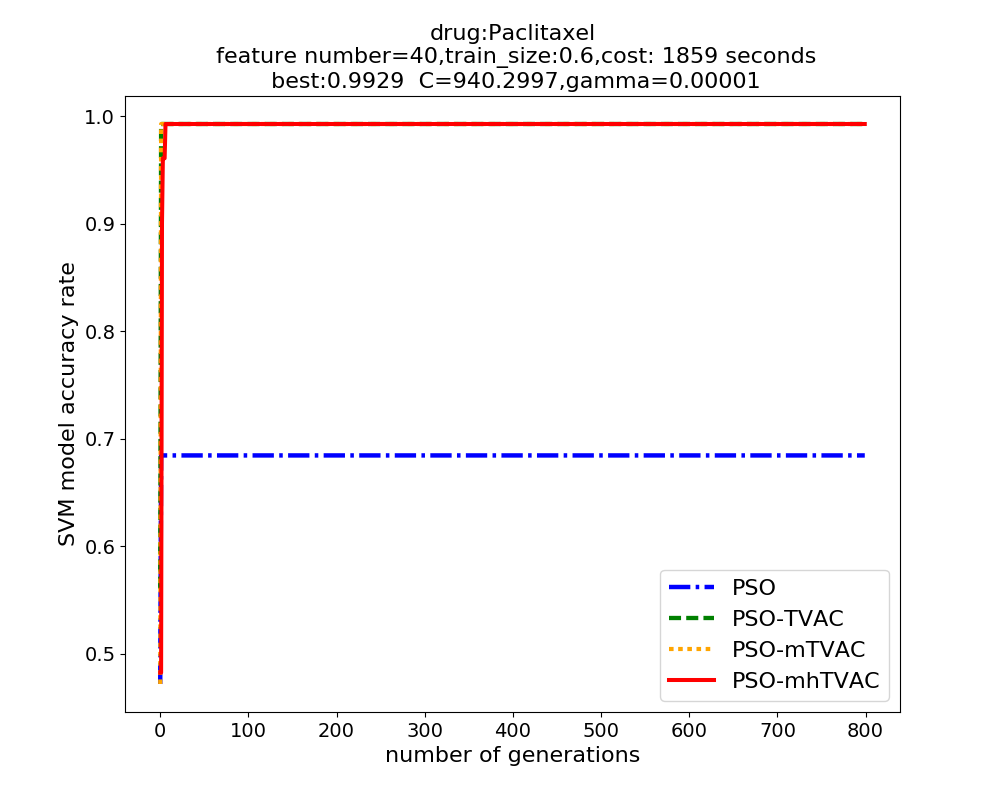 drug:Paclitaxel
feature number=40,train_size:0.6,cost: 1859 seconds
best:0.9929  C=940.2997,gamma=0.00001
1.0
0.9
0.8
0.7
0.6
0.5
SVM model accuracy rate
PSO
PSO-TVAC
PSO-mTVAC
PSO-mhTVAC
0 100 200 300 400 500 600 700 800
number of generations